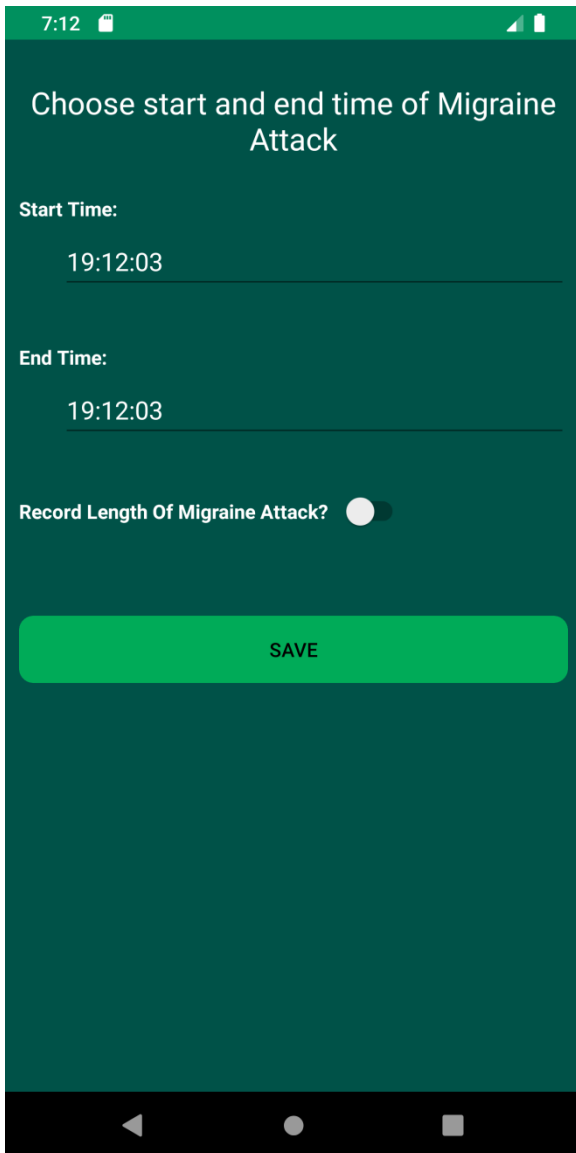 7:12
Choose start and end time of Migraine
Attack
Start Time:
19:12:03
End Time:
19:12:03
Record Length Of Migraine Attack?
SAVE